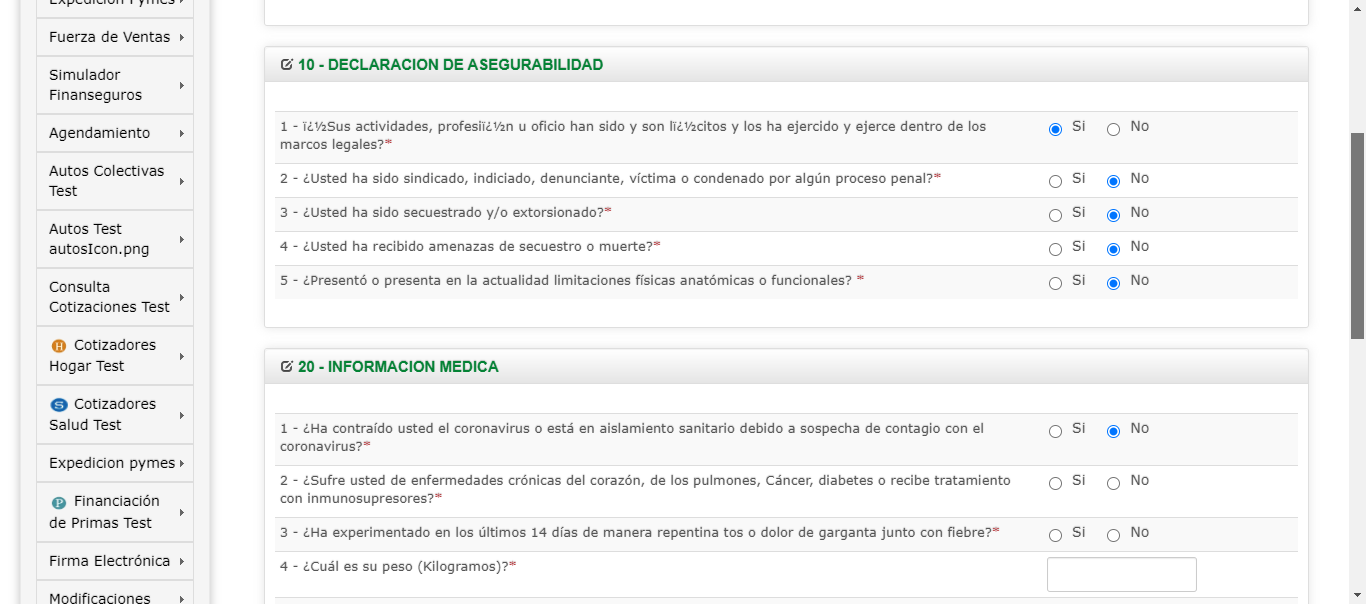 Expedicion Pymes
Fuerza de Ventas
Simulador
Finanseguros
Agendamiento
Autos Colectivas
Test
Autos Test
autosIcon.png
Consulta
Cotizaciones Test
H Cotizadores
Hogar Test
S Cotizadores
Salud Test
Expedicion pymes
P Financiación
de Primas Test
Firma Electrónica
Modificaciones
10 - DECLARACION DE ASEGURABILIDAD
1 - ï¿½Sus actividades, profesiï¿½n u oficio han sido y son lï¿½citos y los ha ejercido y ejerce dentro de los
marcos legales?*
Si No
2 - ¿Usted ha sido sindicado, indiciado, denunciante, víctima o condenado por algún proceso penal?* Si No
3 - ¿Usted ha sido secuestrado y/o extorsionado?* Si No
4 - ¿Usted ha recibido amenazas de secuestro o muerte?* Si No
5 - ¿Presentó o presenta en la actualidad limitaciones físicas anatómicas o funcionales? * Si No
20 - INFORMACION MEDICA
1 - ¿Ha contraído usted el coronavirus o está en aislamiento sanitario debido a sospecha de contagio con el
coronavirus?*
Si No
2 - ¿Sufre usted de enfermedades crónicas del corazón, de los pulmones, Cáncer, diabetes o recibe tratamiento
con inmunosupresores?*
Si No
3 - ¿Ha experimentado en los últimos 14 días de manera repentina tos o dolor de garganta junto con fiebre?* Si No
4 - ¿Cuál es su peso (Kilogramos)?*